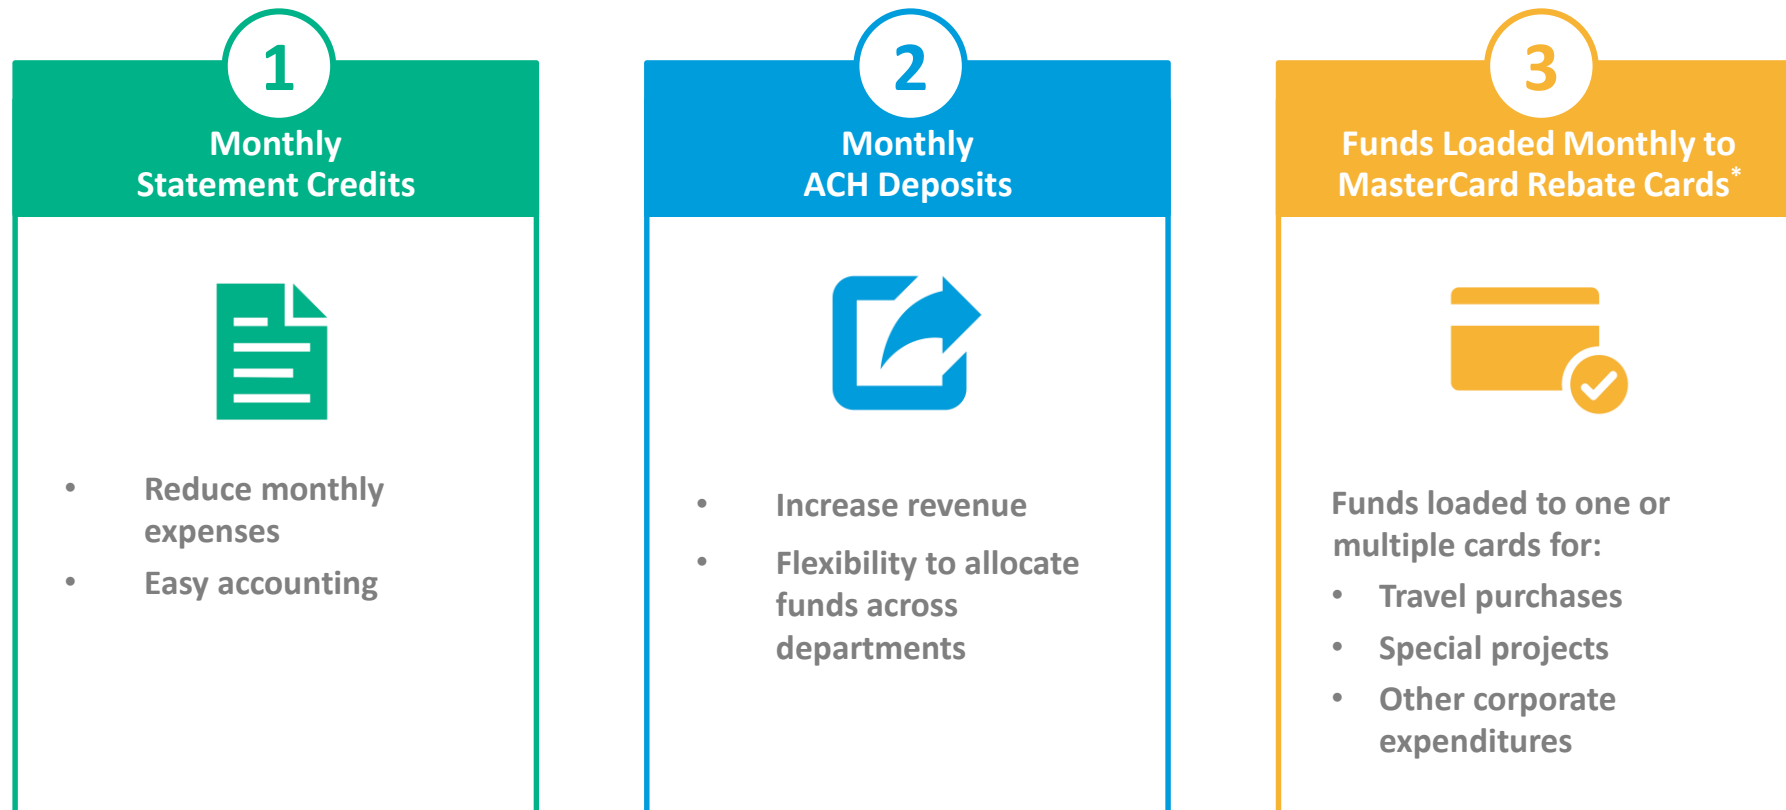 1
Monthly
Statement Credits
• Reduce monthly
expenses
• Easy accounting
2
Monthly
ACH Deposits
• Increase revenue
• Flexibility to allocate
funds across
departments
3
Funds Loaded Monthly to
MasterCard Rebate Cards*
Funds loaded to one or
multiple cards for:
• Travel purchases
• Special projects
• Other corporate
expenditures